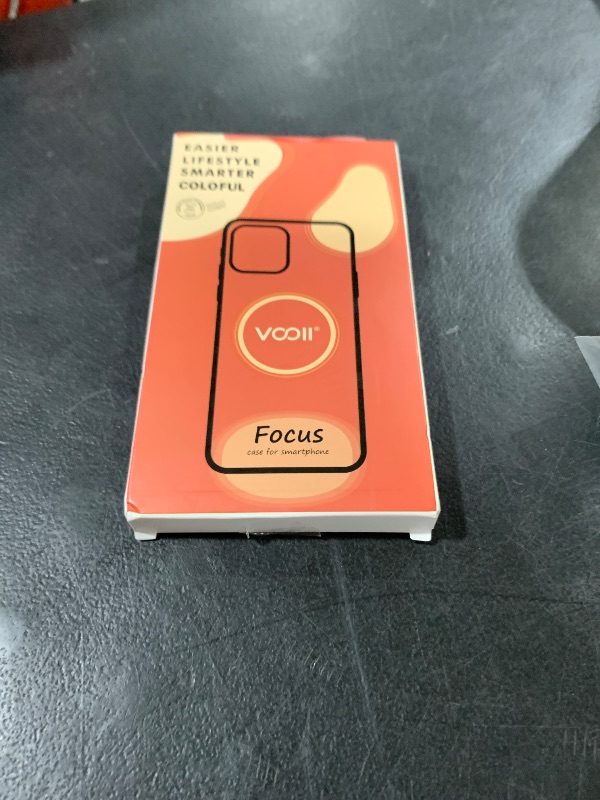 EASIER
LIFESTYLE
SMARTER
COLOFUL
VOOII®
Focus
case for smartphone